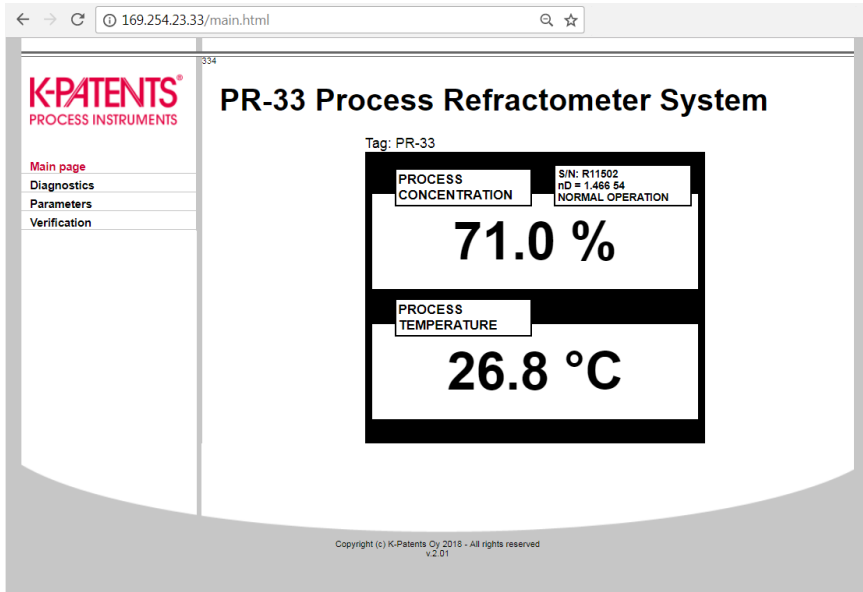 169.254.23.33/main.html
334
K-PATENTS®
PROCESS INSTRUMENTS
PR-33 Process Refractometer System
Main page
Diagnostics
Parameters
Verification
Tag: PR-33
PROCESS
CONCENTRATION
S/N: R11502
nD = 1.466 54
NORMAL OPERATION
71.0 %
PROCESS
TEMPERATURE
26.8 °C
Copyright (c) K-Patents Oy 2018 - All rights reserved
v.2.01